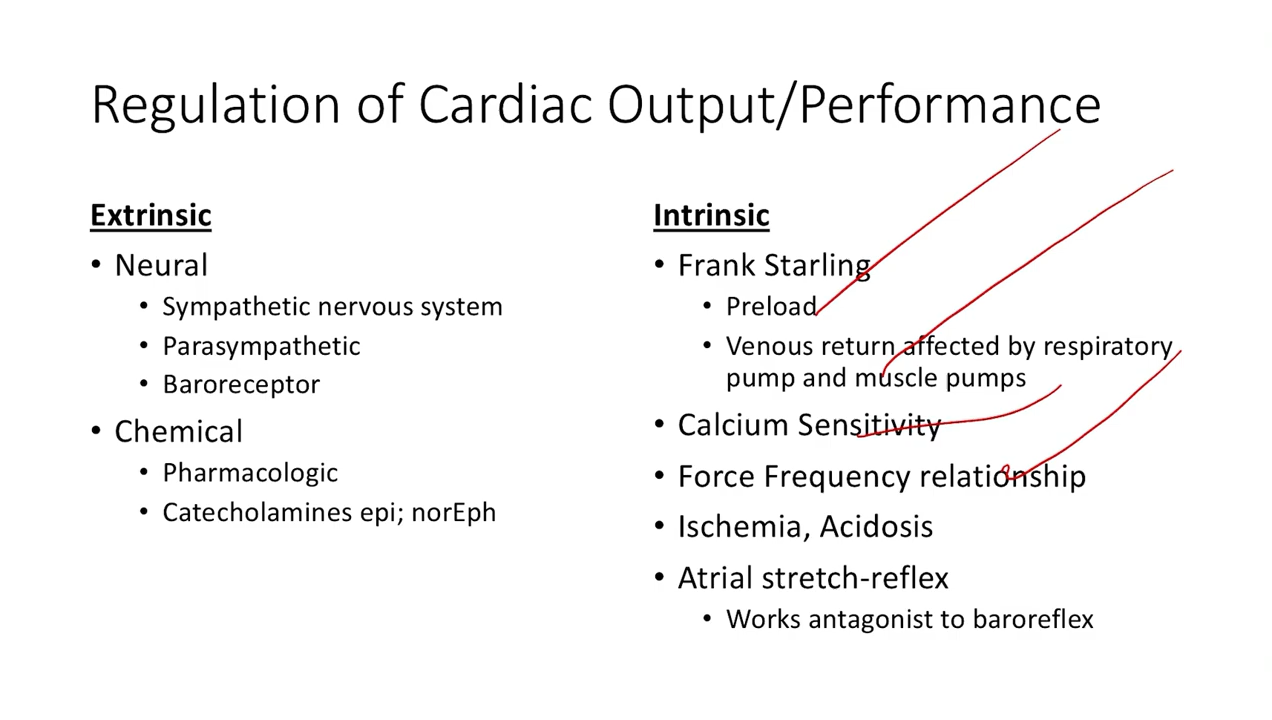 Regulation of Cardiac Output/Performance
Extrinsic
• Neural
• Sympathetic nervous system
• Parasympathetic
• Baroreceptor
• Chemical
• Pharmacologic
• Catecholamines epi; norEph
Intrinsic
• Frank Starling
• Preload
• Venous return affected by respiratory
pump and muscle pumps
• Calcium Sensitivity
• Force Frequency relationship
• Ischemia, Acidosis
• Atrial stretch-reflex
• Works antagonist to baroreflex